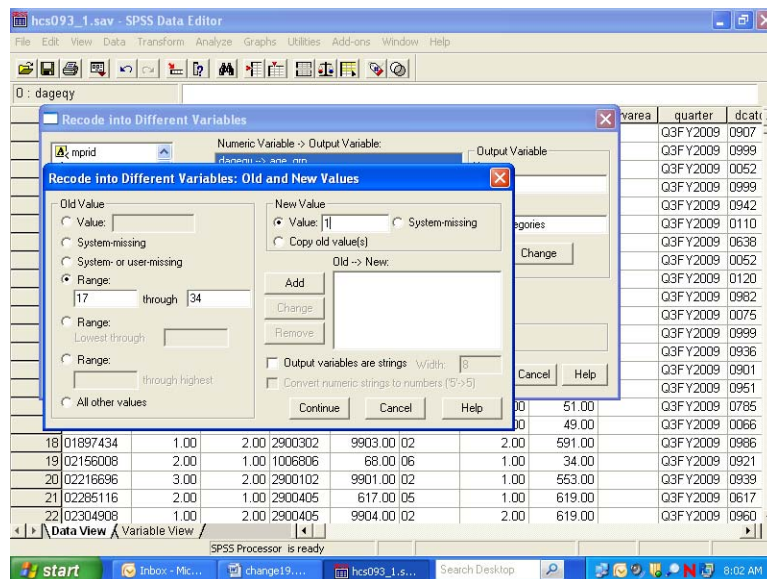 hcs093_1.sav - SPSS Data Editor
File Edit View Data Transform Analyze Graphs Utilities Add-ons Window Help
0 : dageqy
varea quarter dcat
Recode into Different Variables
mprid
Numeric Variable -> Output Variable:
Output Variable
Recode into Different Variables: Old and New Values
Old Value
Value:
System-missing
System- or user-missing
Range:
17 through 34
Range:
Lowest through
Range:
through highest
All other values
New Value
Value: 1 System-missing
Copy old value(s)
Old --> New:
Add
Change
Remove
Output variables are strings Width: 8
Convert numeric strings to numbers ('5'->5)
Continue Cancel Help
egories
Change
Cancel Help
Q3FY2009 0907
Q3FY2009 0999
Q3FY2009 0052
Q3FY2009 0999
Q3FY2009 0942
Q3FY2009 0110
Q3FY2009 0638
Q3FY2009 0052
Q3FY2009 0120
Q3FY2009 0982
Q3FY2009 0075
Q3FY2009 0999
Q3FY2009 0936
Q3FY2009 0901
Q3FY2009 0951
51.00 Q3FY2009 0785
49.00 Q3FY2009 0066
18 01897434 1.00 2.00 2900302 9903.00 02 2.00 591.00 Q3FY2009 0986
19 02156008 2.00 1.00 1006806 68.00 06 1.00 34.00 Q3FY2009 0921
20 02216696 3.00 2.00 2900102 9901.00 02 1.00 553.00 Q3FY2009 0939
21 02285116 2.00 1.00 2900405 617.00 05 1.00 619.00 Q3FY2009 0617
22 02304908 1.00 2.00 2900405 9904.00 02 2.00 619.00 Q3FY2009 0960
Data View Variable View
SPSS Processor is ready
start Inbox - Mic... change19.... hcs093_1.s... Search Desktop 8:02 AM